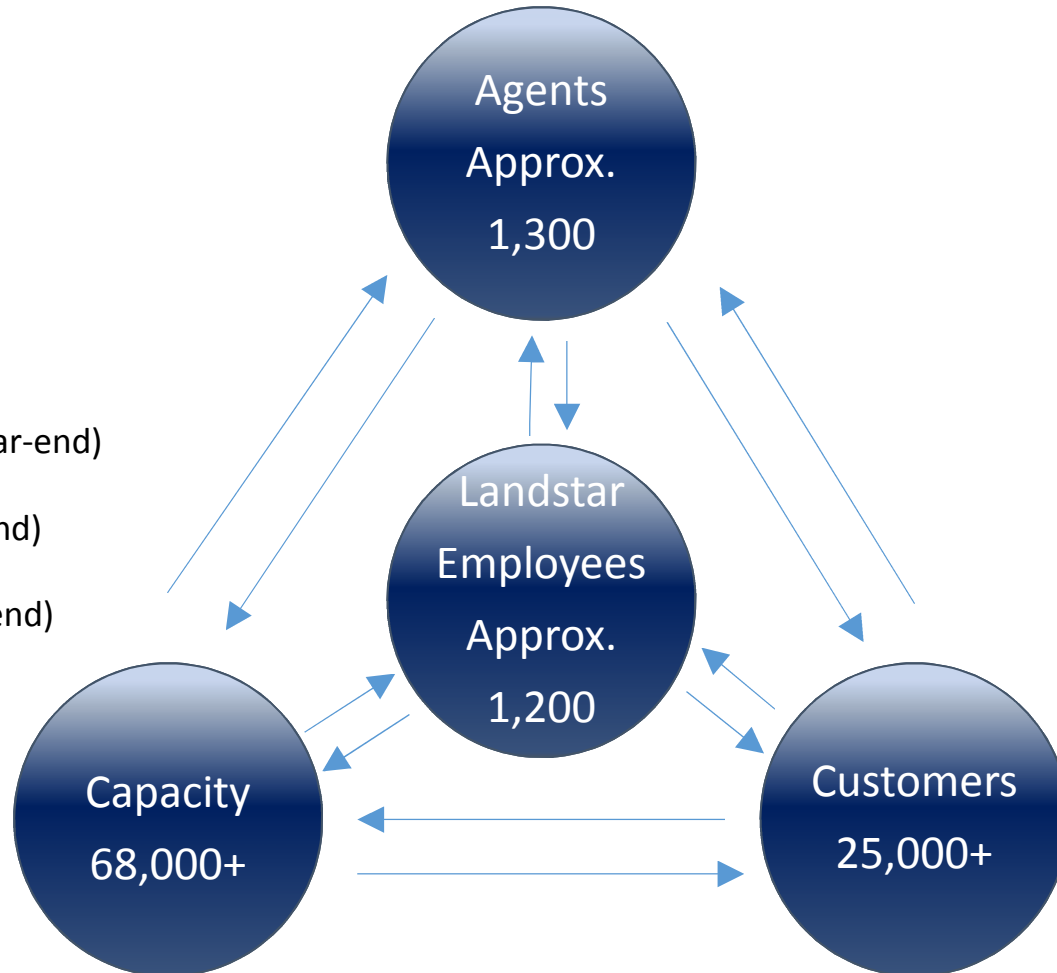 Agents
Approx.
1,300
ar-end)
nd)
end)
Landstar
Employees
Approx.
1,200
Capacity
68,000+
Customers
25,000+